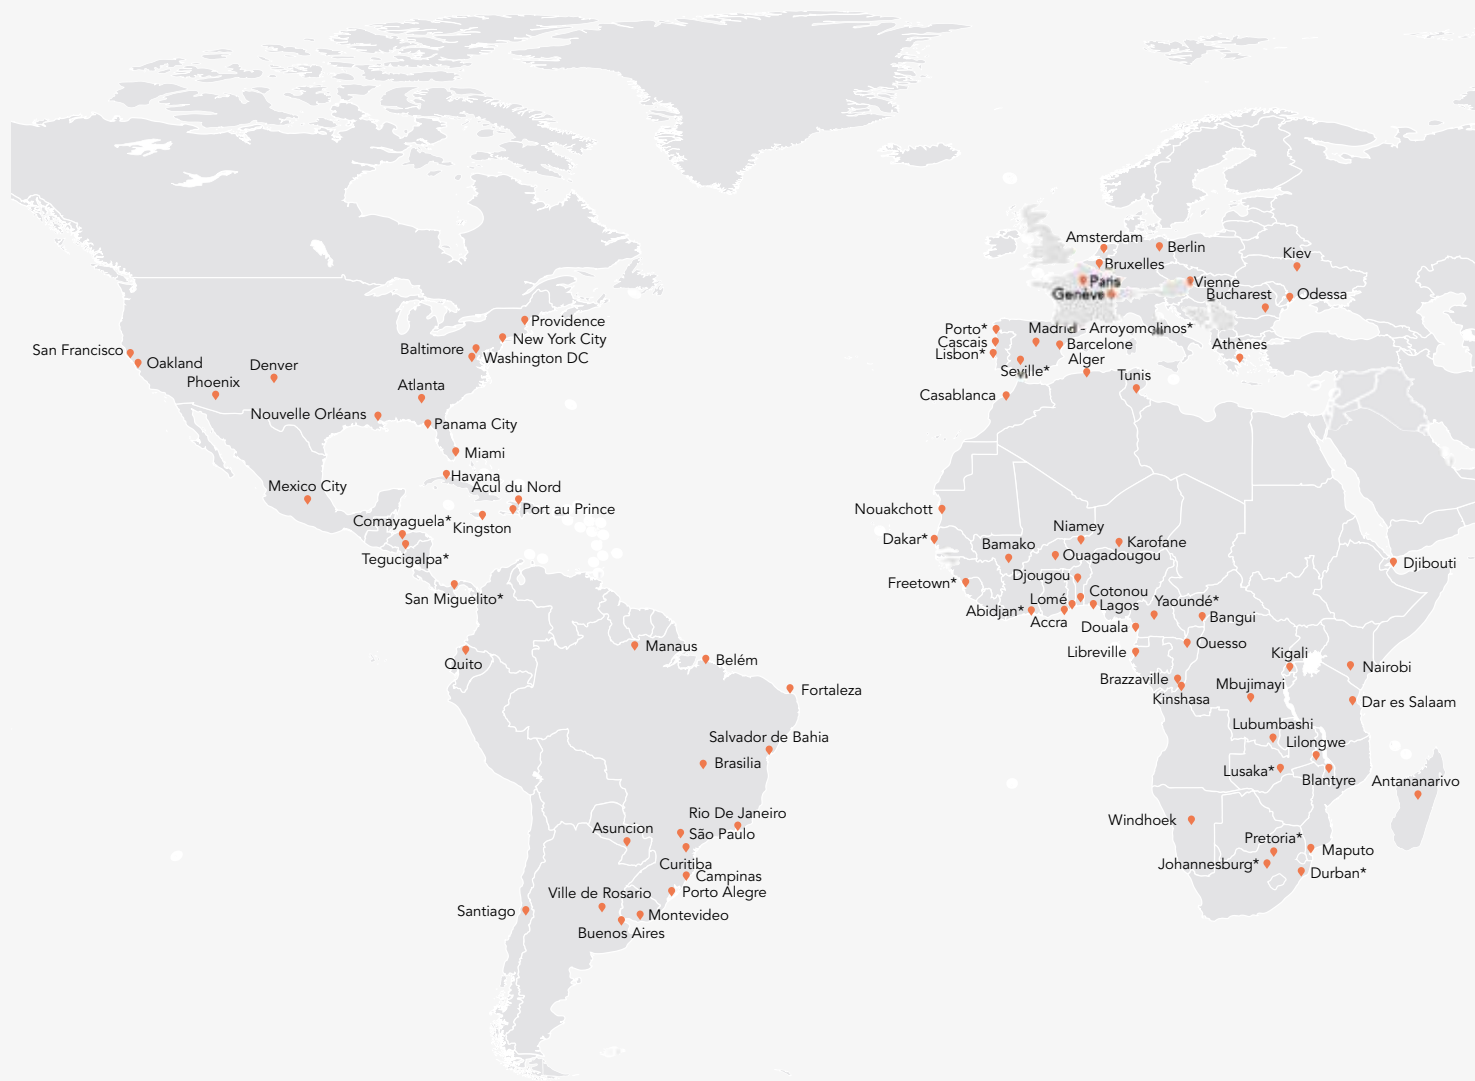 Amsterdam
Berlin
Bruxelles
Kiev
Paris
Vienne
Genève
Bucharest
Odessa
Providence
Porto*
Madrid - Arroyomolinos*
New York City
Cascais
Barcelone
Athènes
San Francisco
Baltimore
Lisbon*
Washington DC
Oakland
Denver
Seville*
Alger
Phoenix
Atlanta
Tunis
Casablanca
Nouvelle Orléans
Panama City
Miami
Havana
Mexico City
Acul du Nord
Port au Prince
Nouakchott
Comayaguela*
Kingston
Niamey
Dakar*
Bamako
Karofane
Tegucigalpa*
Ouagadougou
Djibouti
Freetown*
Djougou
San Miguelito*
Cotonou
Lomé
Lagos
Yaoundé*
Abidjan*
Accra
Bangui
Douala
Manaus
Ouesso
Libreville
Kigali
Quito
Belém
Nairobi
Brazzaville
Mbujimayi
Fortaleza
Kinshasa
Dar es Salaam
Lubumbashi
Salvador de Bahia
Lilongwe
Brasilia
Lusaka*
Blantyre
Antananarivo
Rio De Janeiro
Windhoek
Asuncion
São Paulo
Pretoria*
Maputo
Curitiba
Johannesburg*
Durban*
Campinas
Ville de Rosario
Porto Alegre
Santiago
Montevideo
Buenos Aires